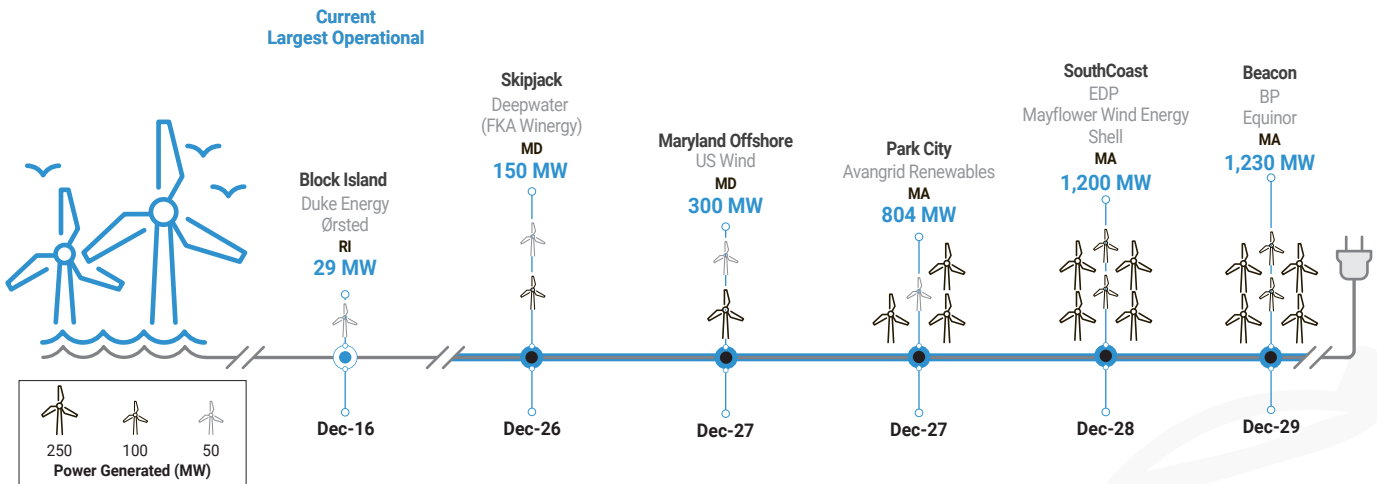 Current
Largest Operational
Block Island
Duke Energy
Ørsted
RI
29 MW
Dec-16
Skipjack
Deepwater
(FKA Winergy)
MD
150 MW
Dec-26
Maryland Offshore
US Wind
MD
300 MW
Dec-27
Park City
Avangrid Renewables
MA
804 MW
Dec-27
SouthCoast
EDP
Mayflower Wind Energy
Shell
MA
1,200 MW
Dec-28
Beacon
BP
Equinor
MA
1,230 MW
Dec-29
250 100 50
Power Generated (MW)